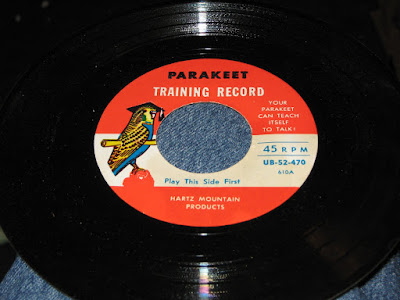 PARAKEET
TRAINING RECORD
YOUR
PARAKEET
CAN TEACH
ITSELF
TO TALK!
45 RPM
UB-52-470
610A
Play This Side First
HARTZ MOUNTAIN
PRODUCTS